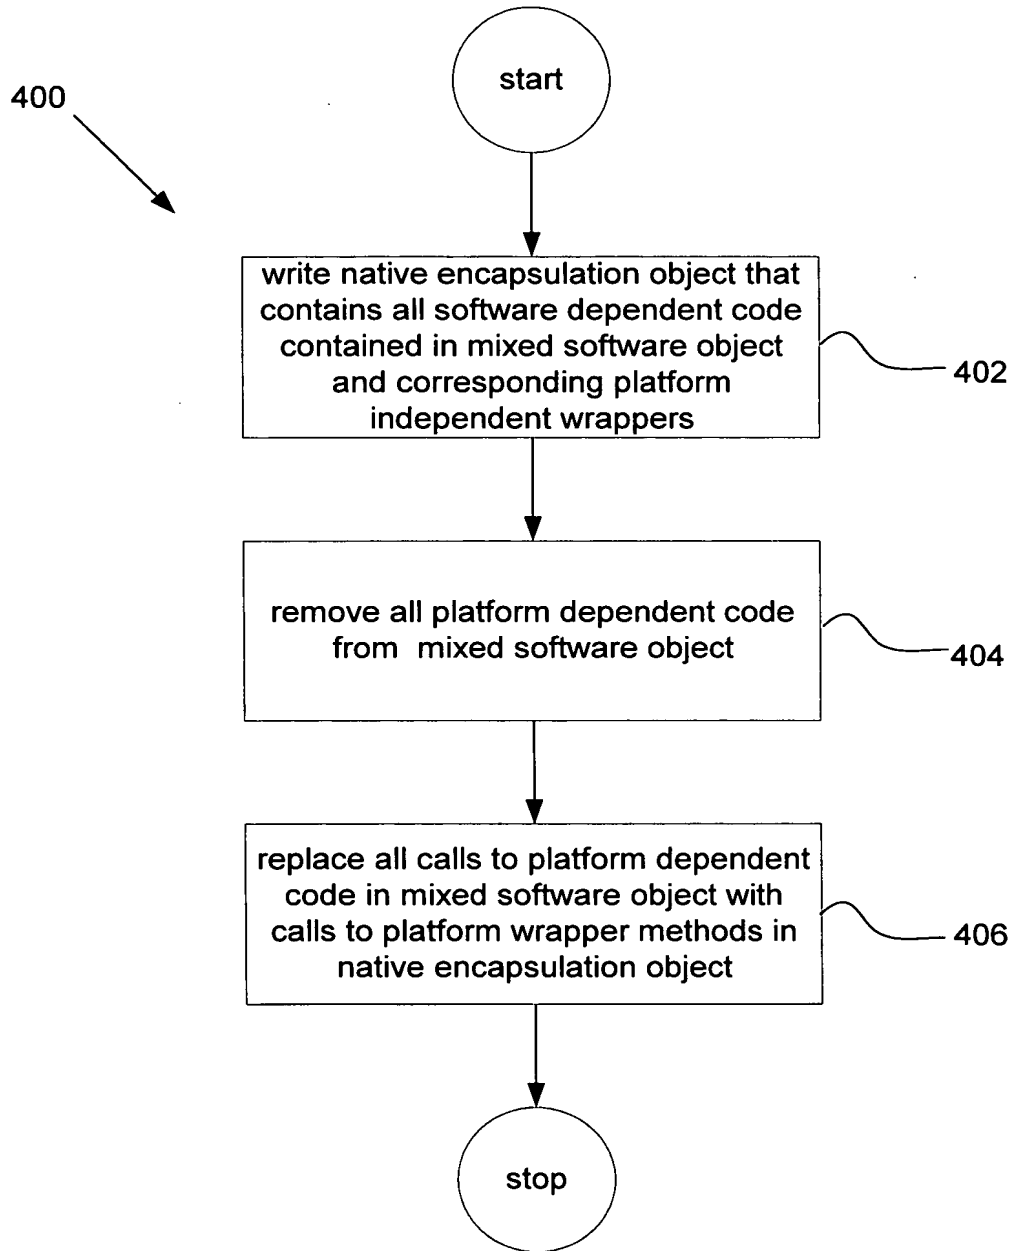 start
400
write native encapsulation object that
contains all software dependent code
contained in mixed software object
and corresponding platform
independent wrappers
402
remove all platform dependent code
from mixed software object
404
replace all calls to platform dependent
code in mixed software object with
calls to platform wrapper methods in
native encapsulation object
406
stop